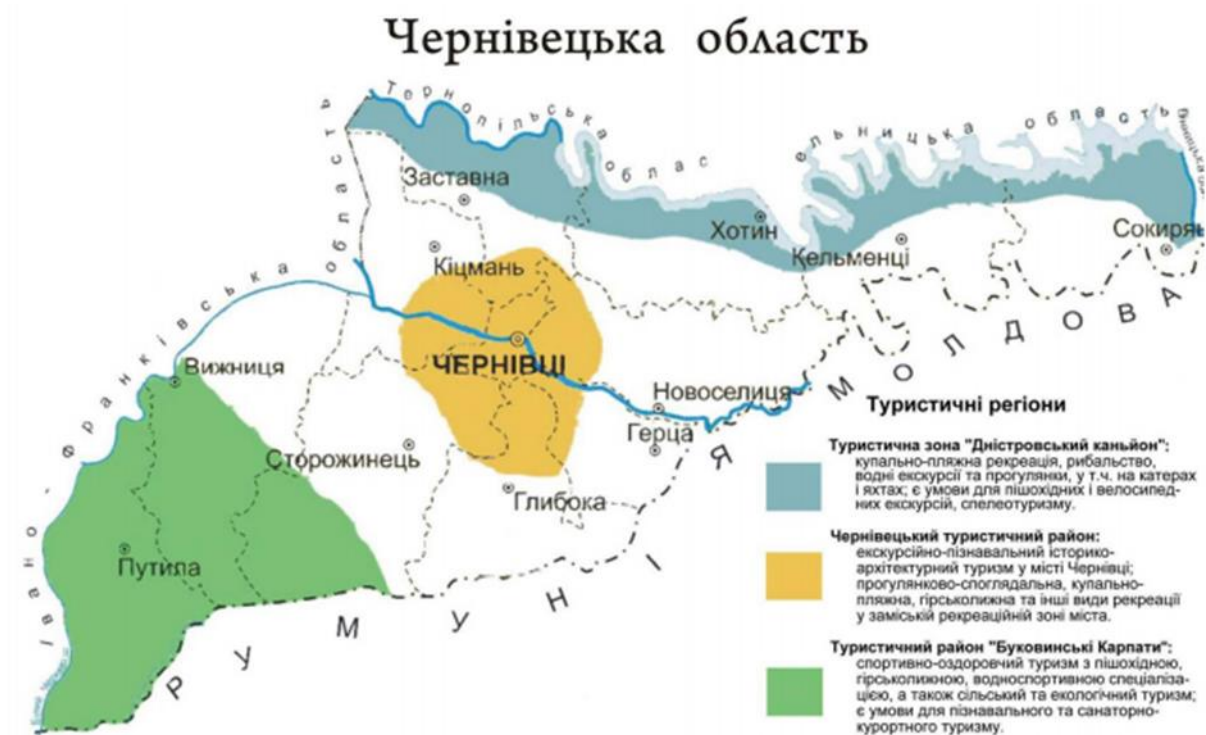 Чернівецька область
Тернопільська
облас
ельницька область
Вінницька
Івано-
Франківська
область
Заставна
Хотин
Сокирян
Кельменці
Кіцмань
ЧЕРНІВЦІ
Вижниця
Новоселиця
Герца
Сторожинець
Глибока
Путила
МОЛДОВА
РУМУНІЯ
Туристичні регіони
Туристична зона "Дністровський каньйон":
купально-пляжна рекреація, рибальство,
водні екскурсії та прогулянки, у т.ч. на катерах
і яхтах; є умови для пішохідних і велосипед-
них екскурсій, спелеотуризму.
Чернівецький туристичний район:
екскурсійно-пізнавальний історико-
архітектурний туризм у місті Чернівці;
прогулянково-споглядальна, купально-
пляжна, гірськолижна та інші види рекреації
у заміській рекреаційній зоні міста.
Туристичний район "Буковинські Карпати":
спортивно-оздоровчий туризм з пішохідною,
гірськолижною, водноспортивною спеціаліза-
цією, а також сільський та екологічний туризм;
є умови для пізнавального та санаторно-
курортного туризму.